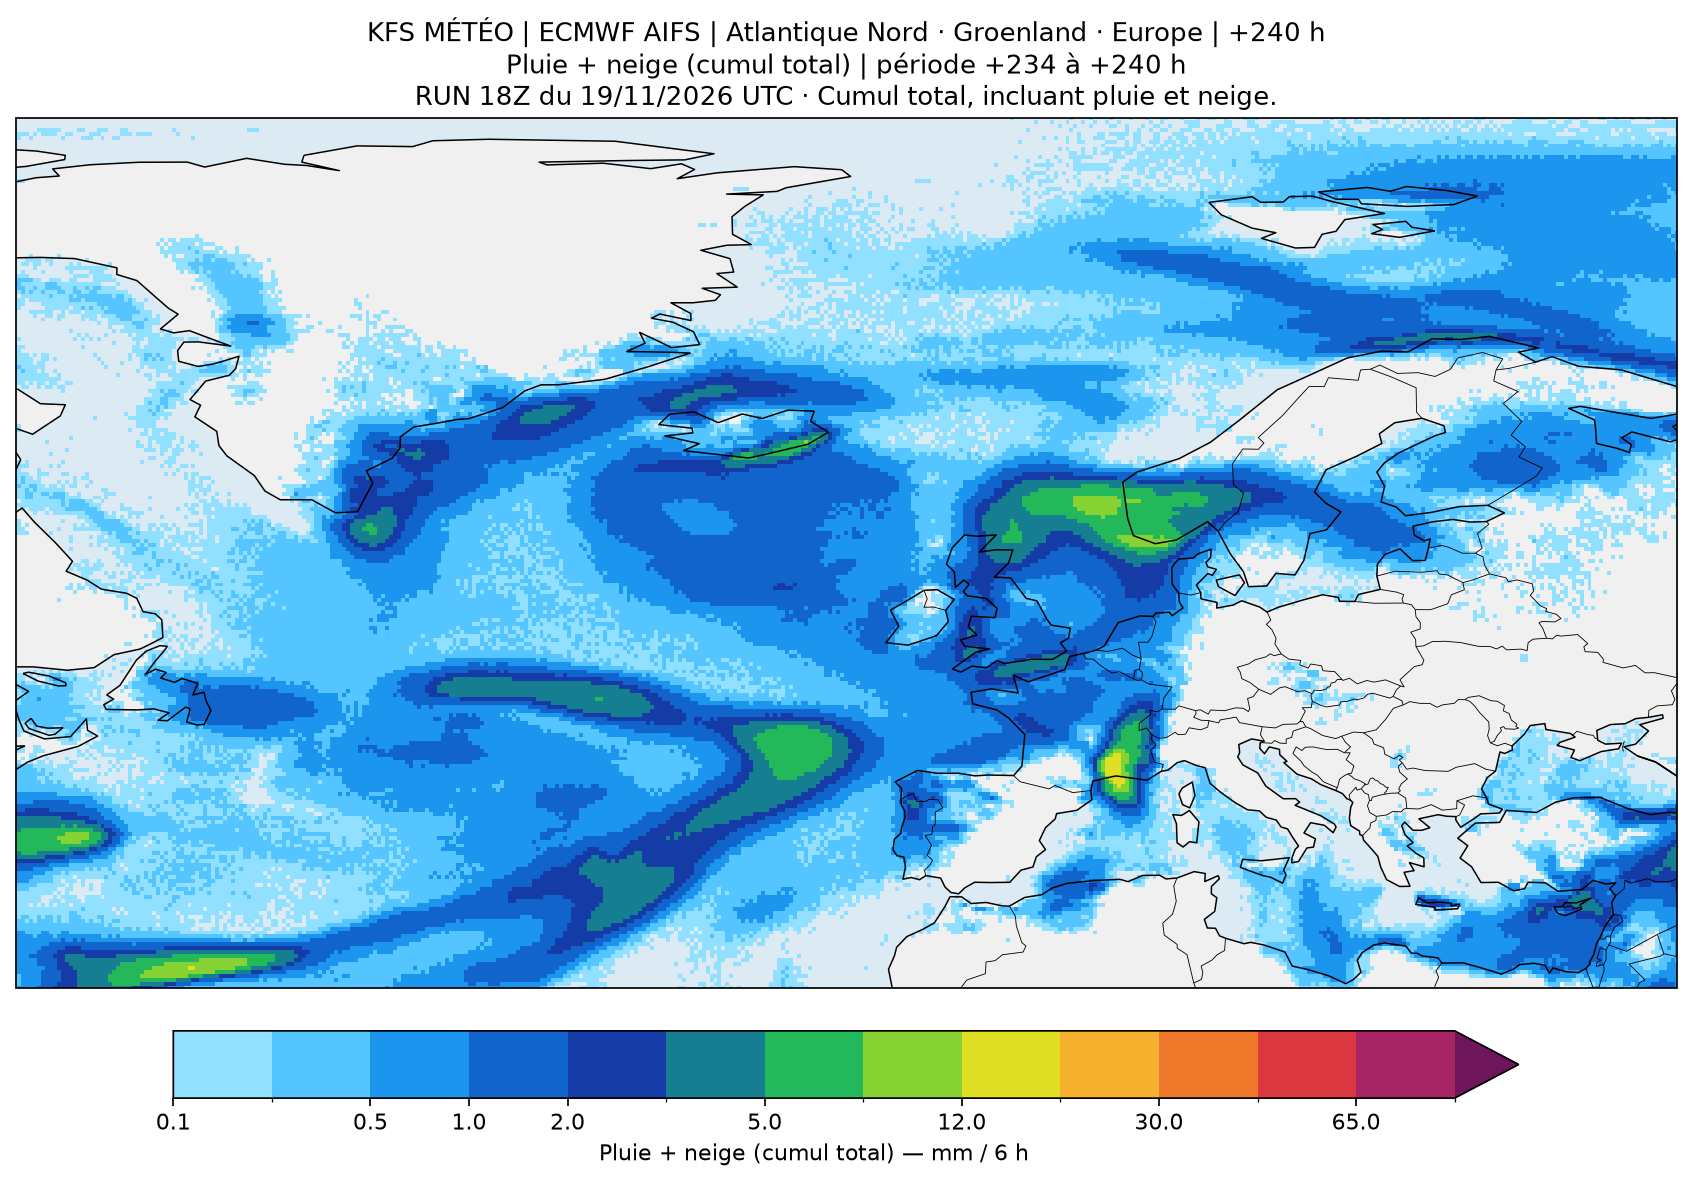 KFS MÉTÉO | ECMWF AIFS | Atlantique Nord · Groenland · Europe | +240 h
Pluie + neige (cumul total) | période +234 à +240 h
RUN 18Z du 19/11/2026 UTC · Cumul total, incluant pluie et neige.
0.1 0.5 1.0 2.0 5.0 12.0 30.0 65.0
Pluie + neige (cumul total) — mm / 6 h